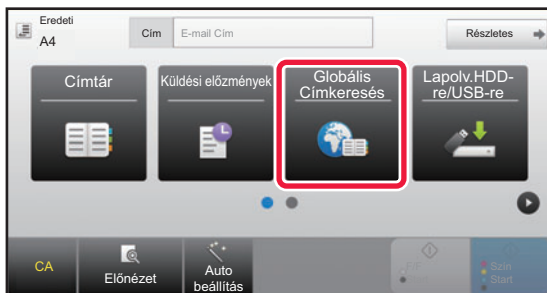 Eredeti
A4
Cím
E-mail Cím
Részletes
Címtár
Küldési előzmények
Globális
Címkeresés
Lapolv.HDD-
re/USB-re
CA
Előnézet
Auto
beállítás
Szín
Start